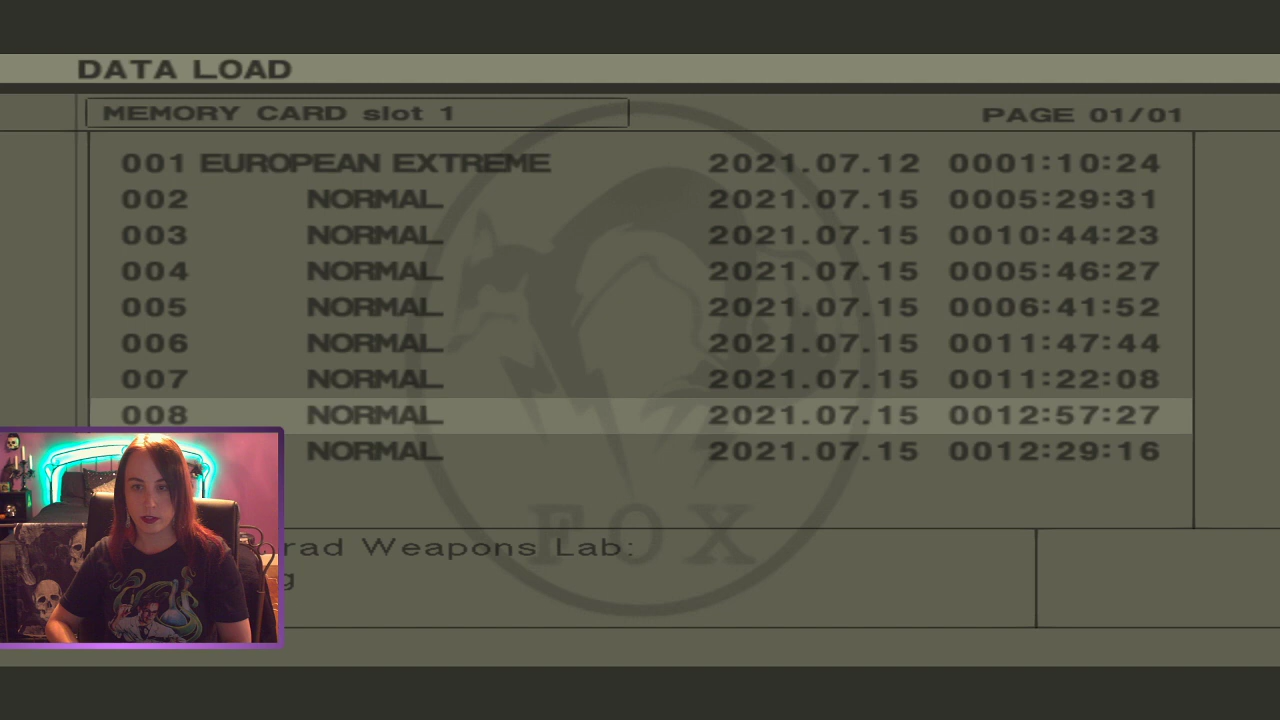 DATA LOAD
MEMORY CARD slot 1 PAGE 01/01
001 EUROPEAN EXTREME 2021.07.12 0001:10:24
002 NORMAL 2021.07.15 0005:29:31
003 NORMAL 2021.07.15 0010:44:23
004 NORMAL 2021.07.15 0005:46:27
005 NORMAL 2021.07.15 0006:41:52
006 NORMAL 2021.07.15 0011:47:44
007 NORMAL 2021.07.15 0011:22:08
008 NORMAL 2021.07.15 0012:57:27
NORMAL 2021.07.15 0012:29:16
FOX
Weapons Lab: